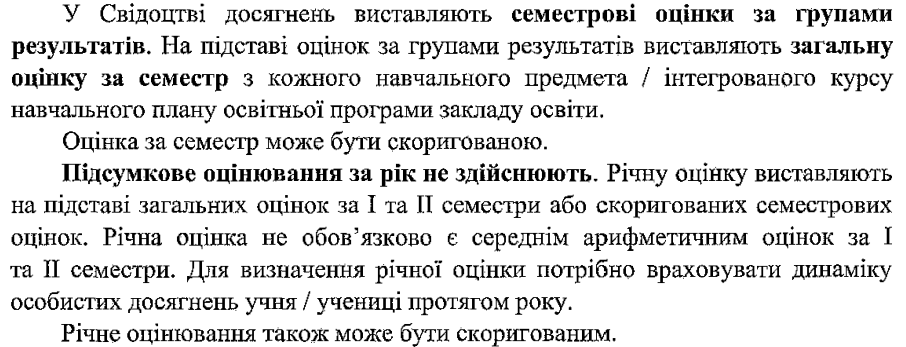 У Свідоцтві досягнень виставляють семестрові оцінки за групами
результатів. На підставі оцінок за групами результатів виставляють загальну
оцінку за семестр з кожного навчального предмета / інтегрованого курсу
навчального плану освітньої програми закладу освіти.
Оцінка за семестр може бути скоригованою.
Підсумкове оцінювання за рік не здійснюють. Річну оцінку виставляють
на підставі загальних оцінок за І та ІІ семестри або скоригованих семестрових
оцінок. Річна оцінка не обов’язково є середнім арифметичним оцінок за І
та ІІ семестри. Для визначення річної оцінки потрібно враховувати динаміку
особистих досягнень учня / учениці протягом року.
Річне оцінювання також може бути скоригованим.